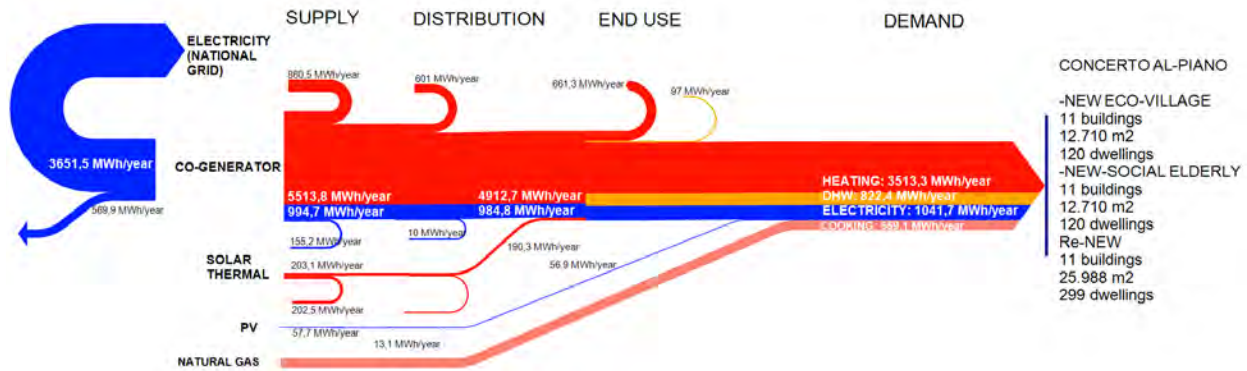 SUPPLY
DISTRIBUTION
END USE
DEMAND
ELECTRICITY
(NATIONAL
GRID)
860,5 MWh/year
601 MWh/year
661,3 MWh/year
97 MWh/year
3651,5 MWh/year
569,9 MWh/year
CO-GENERATOR
5513,8 MWh/year
4912,7 MWh/year
994,7 MWh/year
984,8 MWh/year
HEATING: 3513,3 MWh/year
DHW: 822,4 MWh/year
ELECTRICITY: 1041,7 MWh/year
COOKING: 559,1 MWh/year
155,2 MWh/year
10 MWh/year
190,3 MWh/year
56,9 MWh/year
SOLAR
THERMAL
203,1 MWh/year
202,5 MWh/year
PV
57,7 MWh/year
13,1 MWh/year
NATURAL GAS
CONCERTO AL-PIANO
-NEW ECO-VILLAGE
11 buildings
12.710 m2
120 dwellings
-NEW-SOCIAL ELDERLY
11 buildings
12.710 m2
120 dwellings
Re-NEW
11 buildings
25.988 m2
299 dwellings